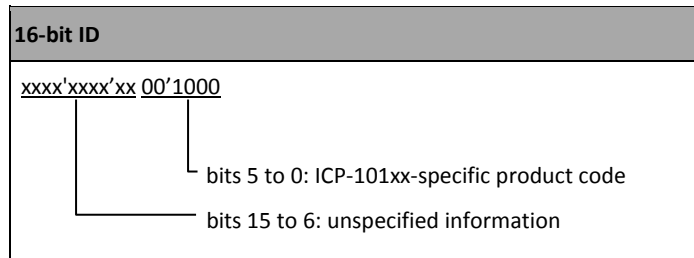 16-bit ID
xxxx'xxxx’xx 00’1000
bits 5 to 0: ICP-101xx-specific product code
bits 15 to 6: unspecified information